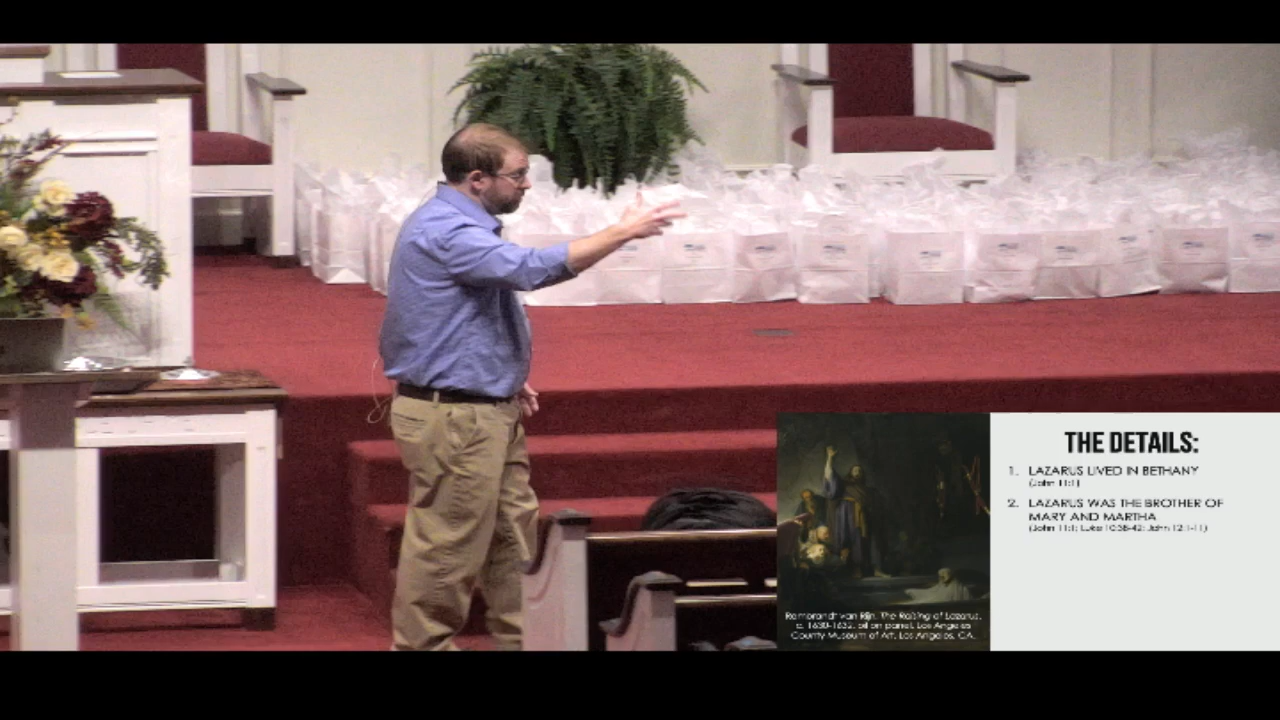 THE DETAILS:
1. LAZARUS LIVED IN BETHANY
(John 11:1)
2. LAZARUS WAS THE BROTHER OF
MARY AND MARTHA
(John 11:1; Luke 10:38-42; John 12:1-11)
Rembrandt van Rijn, The Raising of Lazarus,
c. 1630-1632, oil on panel, Los Angeles
County Museum of Art, Los Angeles, CA.